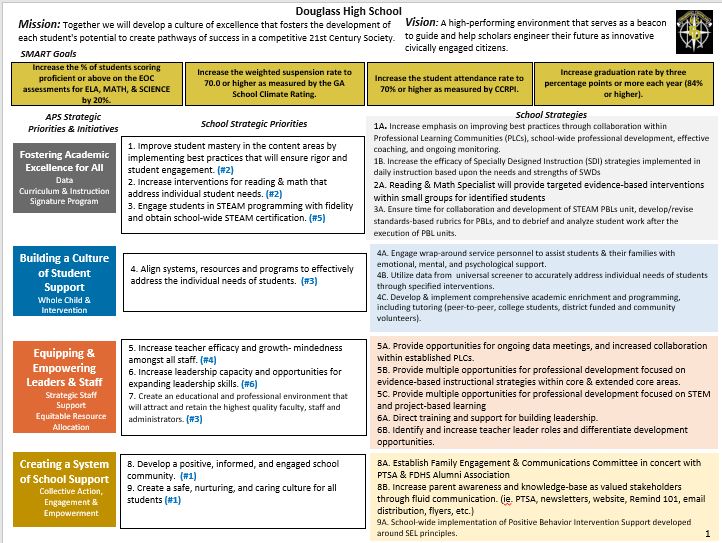 Douglass High School
Mission: Together we will develop a culture of excellence that fosters the development of
each student's potential to create pathways of success in a competitive 21st Century Society.
Vision: A high-performing environment that serves as a beacon
to guide and help scholars engineer their future as innovative
civically engaged citizens.
SMART Goals
Increase the % of students scoring
proficient or above on the EOC
assessments for ELA, MATH, & SCIENCE
by 20%.
Increase the weighted suspension rate to
70.0 or higher as measured by the GA
School Climate Rating.
Increase the student attendance rate to
70% or higher as measured by CCRPI.
Increase graduation rate by three
percentage points or more each year (84%
or higher).
APS Strategic
Priorities & Initiatives
School Strategic Priorities
School Strategies
Fostering Academic
Excellence for All
Data
Curriculum & Instruction
Signature Program
1. Improve student mastery in the content areas by
implementing best practices that will ensure rigor and
student engagement. (#2)
2. Increase interventions for reading & math that
address individual student needs. (#2)
3. Engage students in STEAM programming with fidelity
and obtain school-wide STEAM certification. (#5)
1A. Increase emphasis on improving best practices through collaboration within
Professional Learning Communities (PLCs), school-wide professional development, effective
coaching, and ongoing monitoring.
1B. Increase the efficacy of Specially Designed Instruction (SDI) strategies implemented in
daily instruction based upon the needs and strengths of SWDs
2A. Reading & Math Specialist will provide targeted evidence-based interventions
within small groups for identified students
3A. Ensure time for collaboration and development of STEAM PBLs unit, develop/revise
standards-based rubrics for PBLs, and to debrief and analyze student work after the
execution of PBL units.
Building a Culture
of Student
Support
Whole Child &
Intervention
4. Align systems, resources and programs to effectively
address the individual needs of students. (#3)
4A. Engage wrap-around service personnel to assist students & their families with
emotional, mental, and psychological support.
4B. Utilize data from universal screener to accurately address individual needs of students
through specified interventions.
4C. Develop & implement comprehensive academic enrichment and programming,
including tutoring (peer-to-peer, college students, district funded and community
volunteers).
Equipping &
Empowering
Leaders & Staff
Strategic Staff
Support
Equitable Resource
Allocation
5. Increase teacher efficacy and growth- mindedness
amongst all staff. (#4)
6. Increase leadership capacity and opportunities for
expanding leadership skills. (#6)
7. Create an educational and professional environment that
will attract and retain the highest quality faculty, staff and
administrators. (#3)
5A. Provide opportunities for ongoing data meetings, and increased collaboration
within established PLCs.
5B. Provide multiple opportunities for professional development focused on
evidence-based instructional strategies within core & extended core areas.
5C. Provide multiple opportunities for professional development focused on STEM
and project-based learning
6A. Direct training and support for building leadership.
6B. Identify and increase teacher leader roles and differentiate development
opportunities.
Creating a System
of School Support
Collective Action,
Engagement &
Empowerment
8. Develop a positive, informed, and engaged school
community. (#1)
9. Create a safe, nurturing, and caring culture for all
students (#1)
8A. Establish Family Engagement & Communications Committee in concert with
PTSA & FDHS Alumni Association
8B. Increase parent awareness and knowledge-base as valued stakeholders
through fluid communication. (ie. PTSA, newsletters, website, Remind 101, email
distribution, flyers, etc.)
9A. School-wide implementation of Positive Behavior Intervention Support developed
around SEL principles.
1